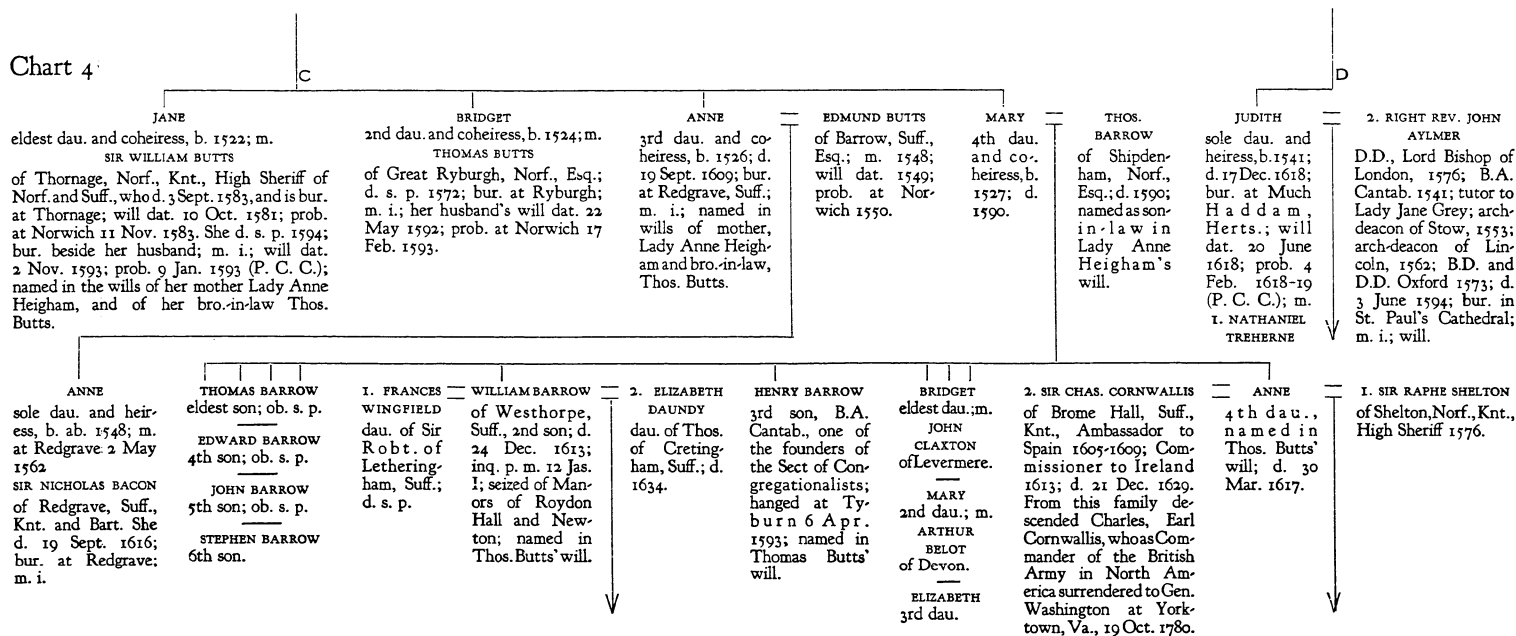 Chart 4
C
D
JANE
eldest dau. and coheiress, b. 1522; m.
SIR WILLIAM BUTTS
of Thornage, Norf., Knt., High Sheriff of
Norf. and Suff., who d. 3 Sept. 1583, and is bur.
at Thornage; will dat. 10 Oct. 1581; prob.
at Norwich 11 Nov. 1583. She d. s. p. 1594;
bur. beside her husband; m. i.; will dat.
2 Nov. 1593; prob. 9 Jan. 1593 (P. C. C.);
named in the wills of her mother Lady Anne
Heigham, and of her bro.-in-law Thos.
Butts.
BRIDGET
2nd dau. and coheiress, b. 1524; m.
THOMAS BUTTS
of Great Ryburgh, Norf., Esq.;
d. s. p. 1572; bur. at Ryburgh;
m. i.; her husband's will dat. 22
May 1592; prob. at Norwich 17
Feb. 1593.
ANNE
3rd dau. and co-
heiress, b. 1526; d.
19 Sept. 1609; bur.
at Redgrave, Suff.;
m. i.; named in
wills of mother,
Lady Anne Heigh-
am and bro.-in-law,
Thos. Butts.
EDMUND BUTTS
of Barrow, Suff.,
Esq.; m. 1548;
will dat. 1549;
prob. at Nor-
wich 1550.
MARY
4th dau.
and co-
heiress, b.
1527; d.
1590.
THOS.
BARROW
of Shipden-
ham, Norf.,
Esq.; d. 1590;
named as son-
in-law in
Lady Anne
Heigham's
will.
JUDITH
sole dau. and
heiress, b. 1541;
d. 17 Dec. 1618;
bur. at Much
Haddam,
Herts.; will
dat. 20 June
1618; prob. 4
Feb. 1618-19
(P. C. C.); m.
1. NATHANIEL
TREHERNE
2. RIGHT REV. JOHN
AYLMER
D.D., Lord Bishop of
London, 1576; B.A.
Cantab. 1541; tutor to
Lady Jane Grey; arch-
deacon of Stow, 1553;
arch-deacon of Lin-
coln, 1562; B.D. and
D.D. Oxford 1573; d.
3 June 1594; bur. in
St. Paul's Cathedral;
m. i.; will.
ANNE
sole dau. and heir-
ess, b. ab. 1548; m.
at Redgrave 2 May
1562
SIR NICHOLAS BACON
of Redgrave, Suff.,
Knt. and Bart. She
d. 19 Sept. 1616;
bur. at Redgrave;
m. i.
THOMAS BARROW
eldest son; ob. s. p.
EDWARD BARROW
4th son; ob. s. p.
JOHN BARROW
5th son; ob. s. p.
STEPHEN BARROW
6th son.
1. FRANCES
WINGFIELD
dau. of Sir
Robt. of
Lethering-
ham, Suff.;
d. s. p.
WILLIAM BARROW
of Westhorpe,
Suff., 2nd son; d.
24 Dec. 1613;
inq. p. m. 12 Jas.
I; seized of Man-
ors of Roydon
Hall and New-
ton; named in
Thos. Butts' will.
2. ELIZABETH
DAUNDY
dau. of Thos.
of Creting-
ham, Suff.; d.
1634.
HENRY BARROW
3rd son, B.A.
Cantab., one of
the founders of
the Sect of Con-
gregationalists;
hanged at Ty-
burn 6 Apr.
1593; named in
Thomas Butts'
will.
BRIDGET
eldest dau.; m.
JOHN
CLAXTON
of Levermere.
MARY
2nd dau.; m.
ARTHUR
BELOT
of Devon.
ELIZABETH
3rd dau.
2. SIR CHAS. CORNWALLIS
of Brome Hall, Suff.,
Knt., Ambassador to
Spain 1605-1609; Com-
missioner to Ireland
1613; d. 21 Dec. 1629.
From this family de-
scended Charles, Earl
Cornwallis, who as Com-
mander of the British
Army in North Am-
erica surrendered to Gen.
Washington at York-
town, Va., 19 Oct. 1780.
ANNE
4th dau.,
named in
Thos. Butts'
will; d. 30
Mar. 1617.
1. SIR RAPHE SHELTON
of Shelton, Norf., Knt.,
High Sheriff 1576.